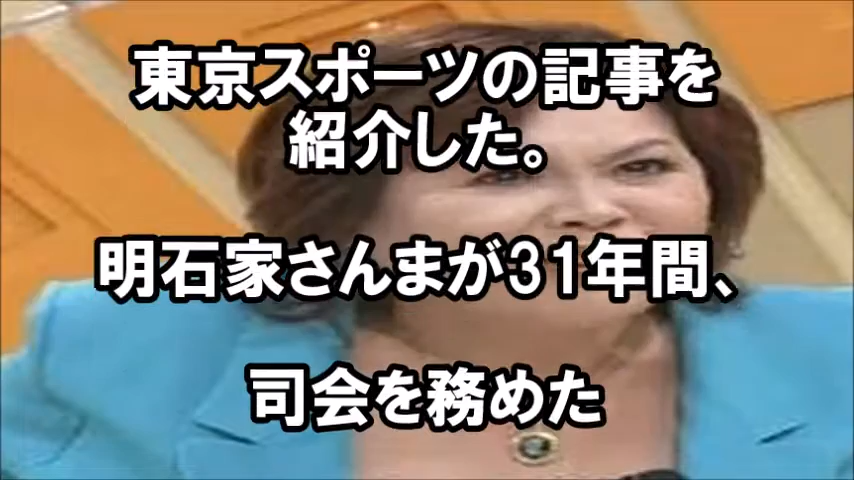 東京スポーツの記事を
紹介した。
明石家さんまが31年間、
司会を務めた